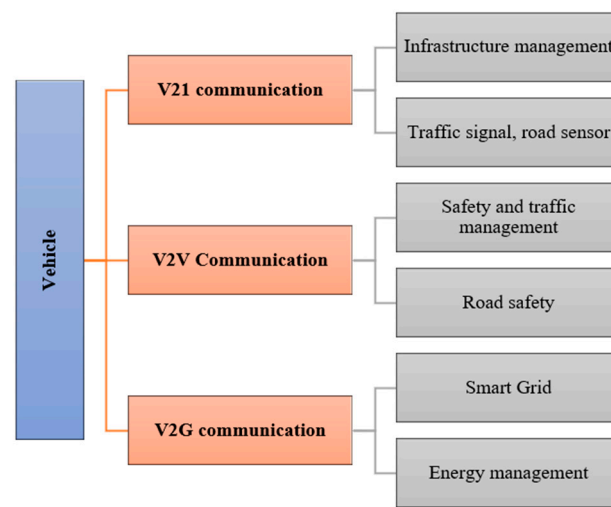 Vehicle
V21 communication
Infrastructure management
Traffic signal, road sensor
V2V Communication
Safety and traffic
management
Road safety
V2G communication
Smart Grid
Energy management